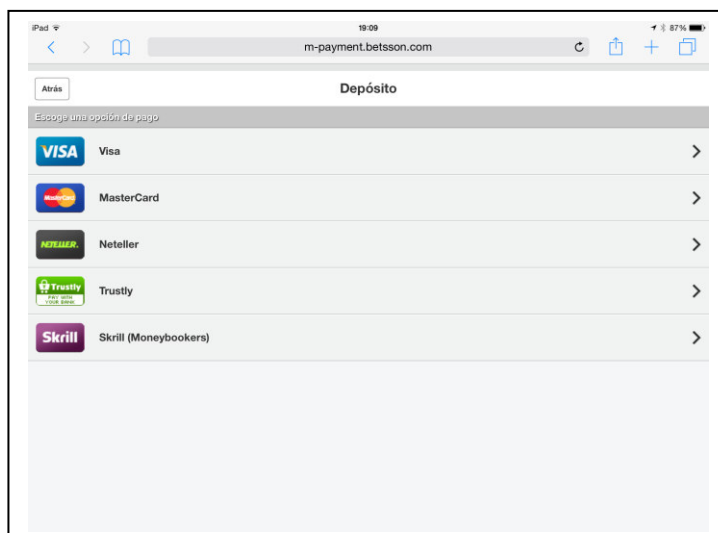 iPad 19:09 87%
m-payment.betsson.com
Atrás Depósito
Escoge una opción de pago
VISA Visa
MasterCard MasterCard
NETELLER. Neteller
Trustly PAY WITH YOUR BANK Trustly
Skrill Skrill (Moneybookers)